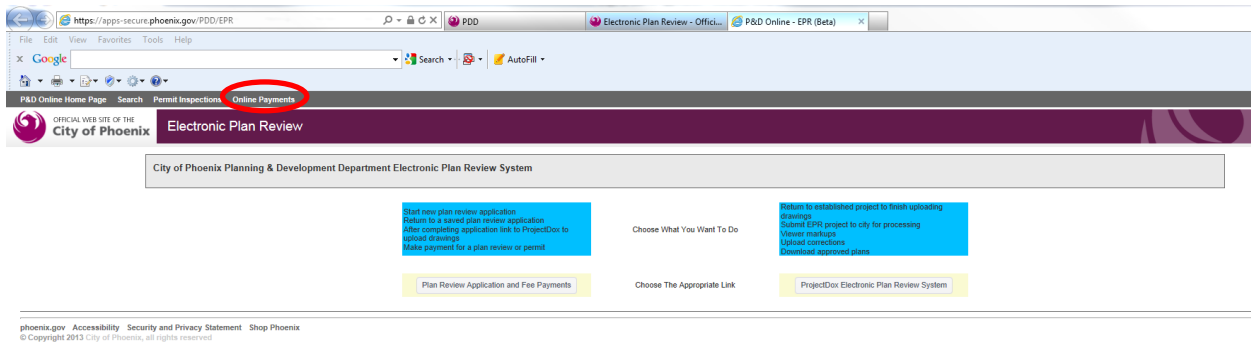 https://apps-secure.phoenix.gov/PDD/EPR
PDD
Electronic Plan Review - Offici...
P&D Online - EPR (Beta)
File Edit View Favorites Tools Help
x Google
Search
AutoFill
P&D Online Home Page Search Permit Inspections Online Payments
OFFICIAL WEB SITE OF THE
City of Phoenix
Electronic Plan Review
City of Phoenix Planning & Development Department Electronic Plan Review System
Start new plan review application
Return to a saved plan review application
After completing application link to ProjectDox to
upload drawings
Make payment for a plan review or permit
Choose What You Want To Do
Return to established project to finish uploading
drawings
Submit EPR project to city for processing
Viewer markups
Upload corrections
Download approved plans
Plan Review Application and Fee Payments
Choose The Appropriate Link
ProjectDox Electronic Plan Review System
phoenix.gov Accessibility Security and Privacy Statement Shop Phoenix
© Copyright 2013 City of Phoenix, all rights reserved